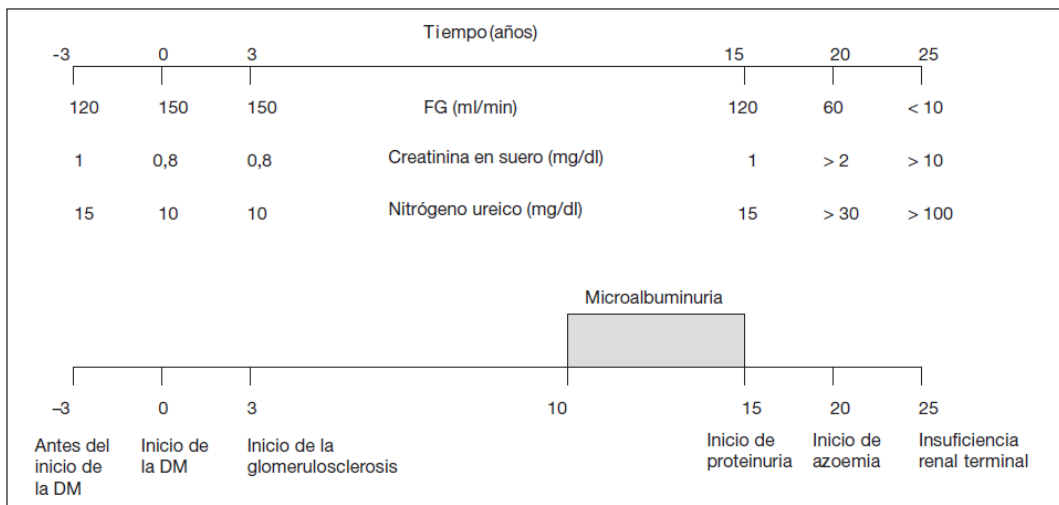 Tiempo (años)
-3 0 3 15 20 25
120 150 150 FG (ml/min) 120 60 < 10
1 0,8 0,8 Creatinina en suero (mg/dl) 1 > 2 > 10
15 10 10 Nitrógeno ureico (mg/dl) 15 > 30 > 100
Microalbuminuria
–3 0 3 10 15 20 25
Antes del inicio de la DM
Inicio de la DM
Inicio de la glomerulosclerosis
Inicio de proteinuria
Inicio de azoemia
Insuficiencia renal terminal